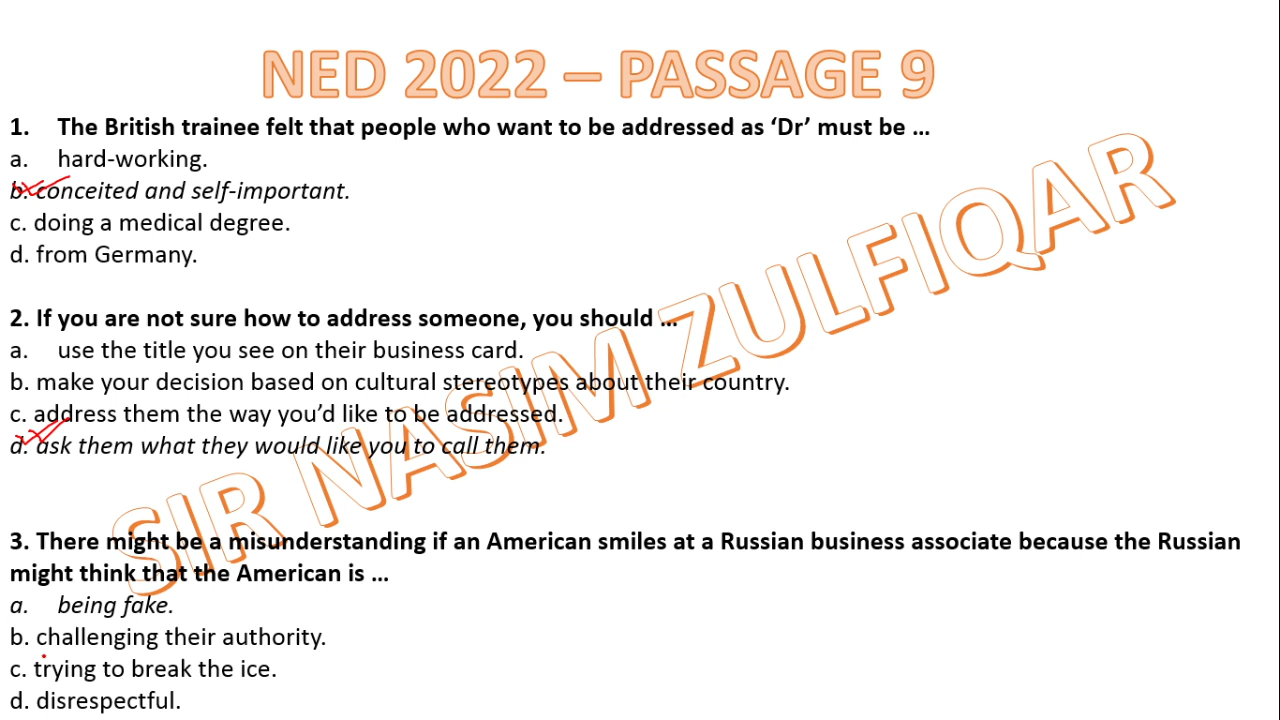 NED 2022 – PASSAGE 9
1. The British trainee felt that people who want to be addressed as ‘Dr’ must be …
a. hard-working.
b. conceited and self-important.
c. doing a medical degree.
d. from Germany.
2. If you are not sure how to address someone, you should …
a. use the title you see on their business card.
b. make your decision based on cultural stereotypes about their country.
c. address them the way you’d like to be addressed.
d. ask them what they would like you to call them.
SIR NASIM ZULFIQAR
3. There might be a misunderstanding if an American smiles at a Russian business associate because the Russian
might think that the American is …
a. being fake.
b. challenging their authority.
c. trying to break the ice.
d. disrespectful.